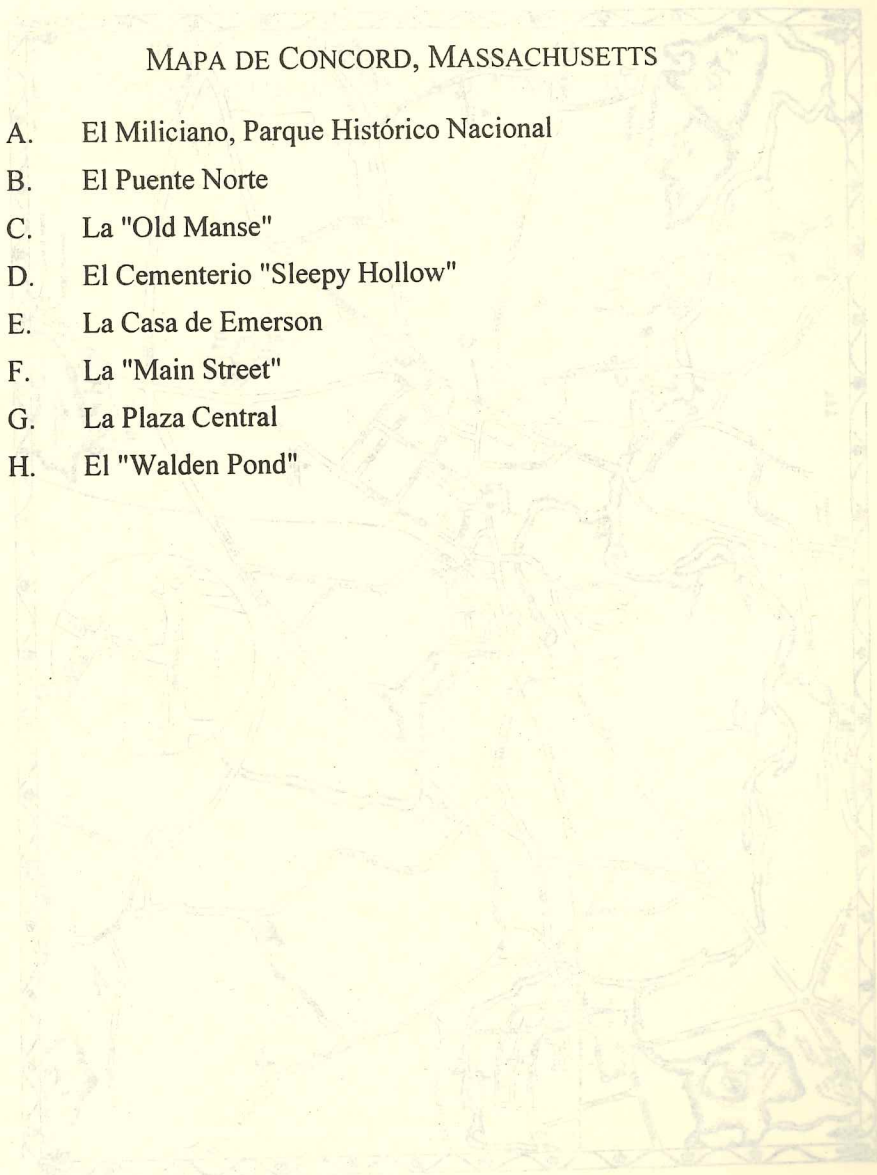 MAPA DE CONCORD, MASSACHUSETTS
A. El Miliciano, Parque Histórico Nacional
B. El Puente Norte
C. La "Old Manse"
D. El Cementerio "Sleepy Hollow"
E. La Casa de Emerson
F. La "Main Street"
G. La Plaza Central
H. El "Walden Pond"